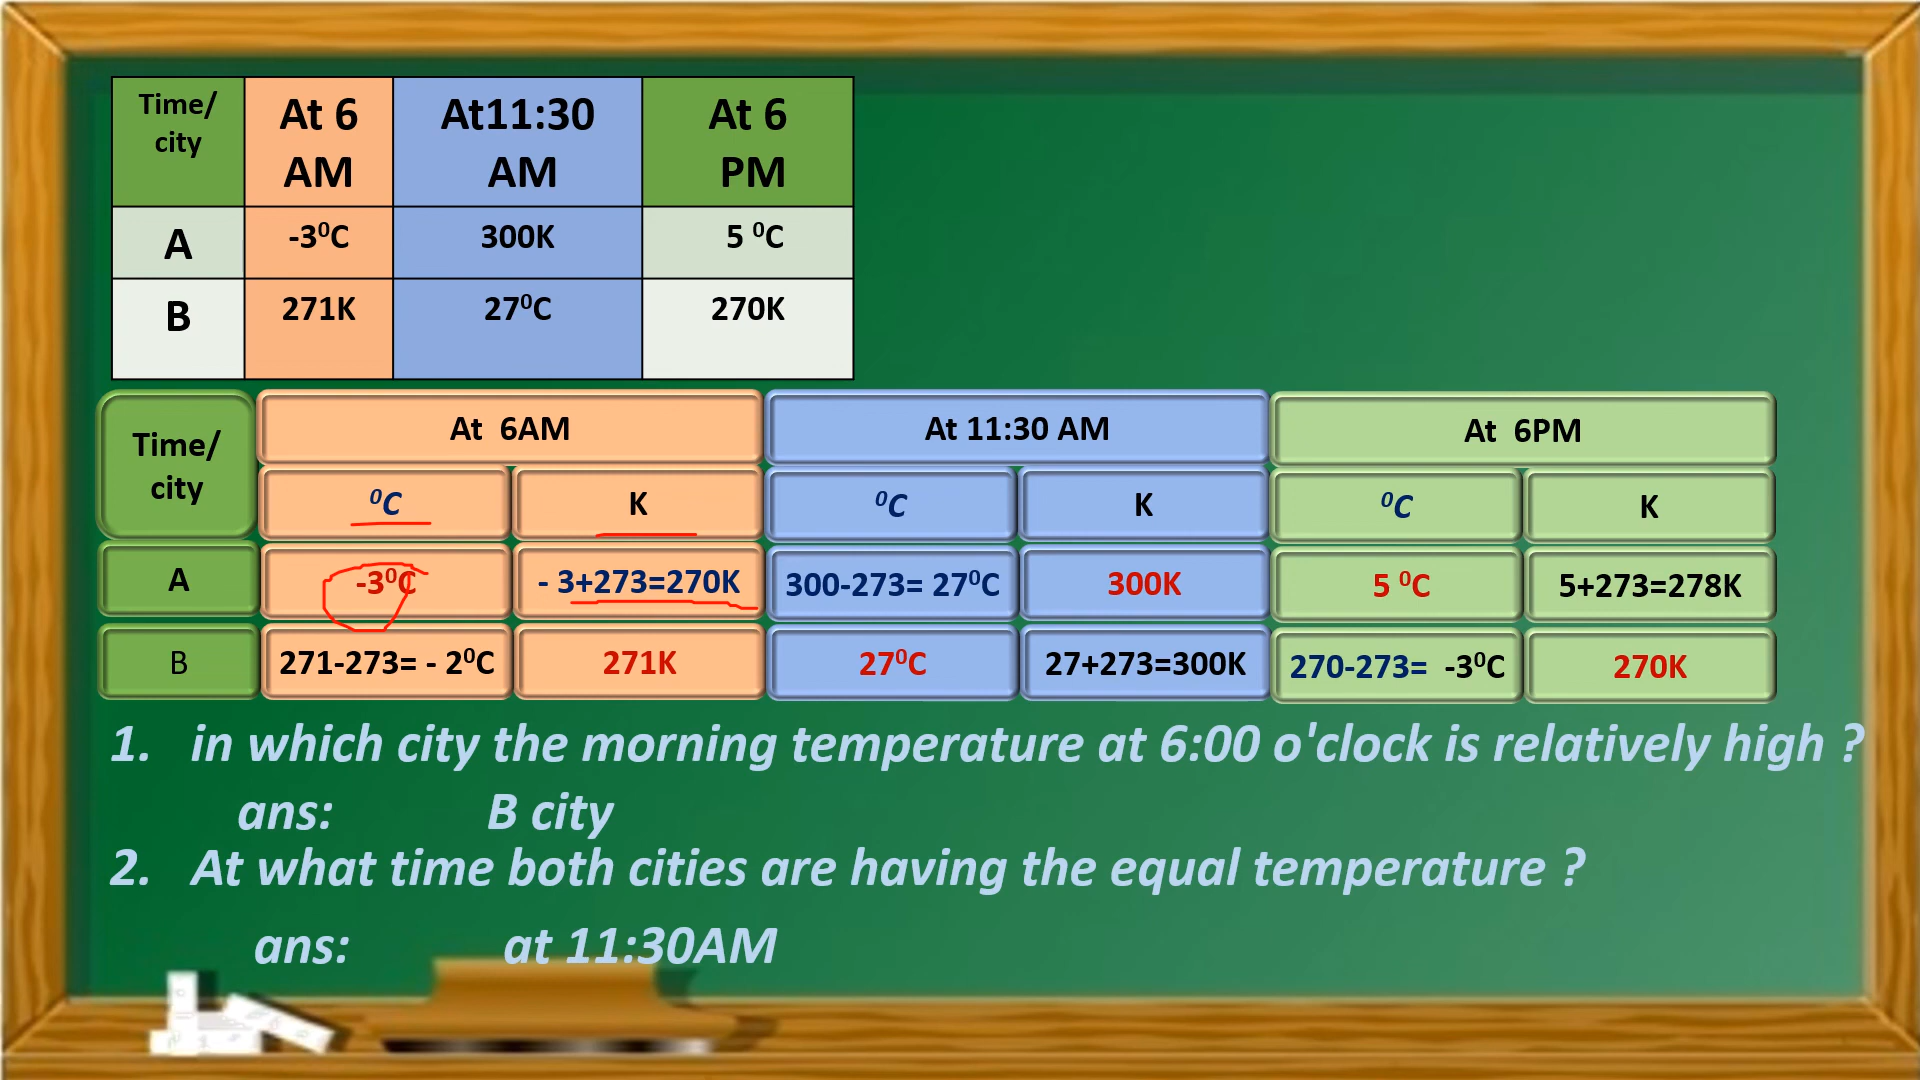 Time/ city At 6 AM At11:30 AM At 6 PM
A -3⁰C 300K 5 ⁰C
B 271K 27⁰C 270K
Time/ city At 6AM At 11:30 AM At 6PM
⁰C K ⁰C K ⁰C K
A -3⁰C - 3+273=270K 300-273= 27⁰C 300K 5 ⁰C 5+273=278K
B 271-273= - 2⁰C 271K 27⁰C 27+273=300K 270-273= -3⁰C 270K
1. in which city the morning temperature at 6:00 o'clock is relatively high ?
ans: B city
2. At what time both cities are having the equal temperature ?
ans: at 11:30AM